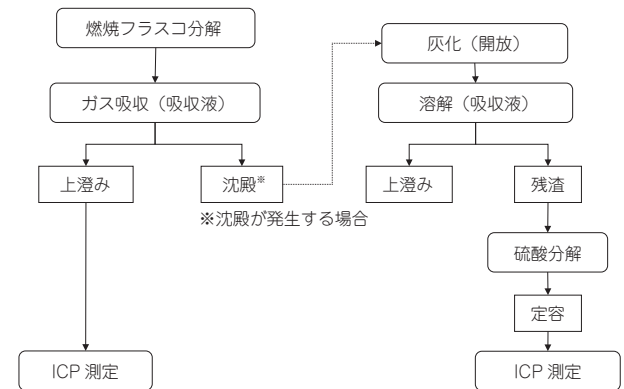 燃焼フラスコ分解
ガス吸収（吸収液）
上澄み
沈殿※
※沈殿が発生する場合
ICP 測定
灰化（開放）
溶解（吸収液）
上澄み
残渣
硫酸分解
定容
ICP 測定